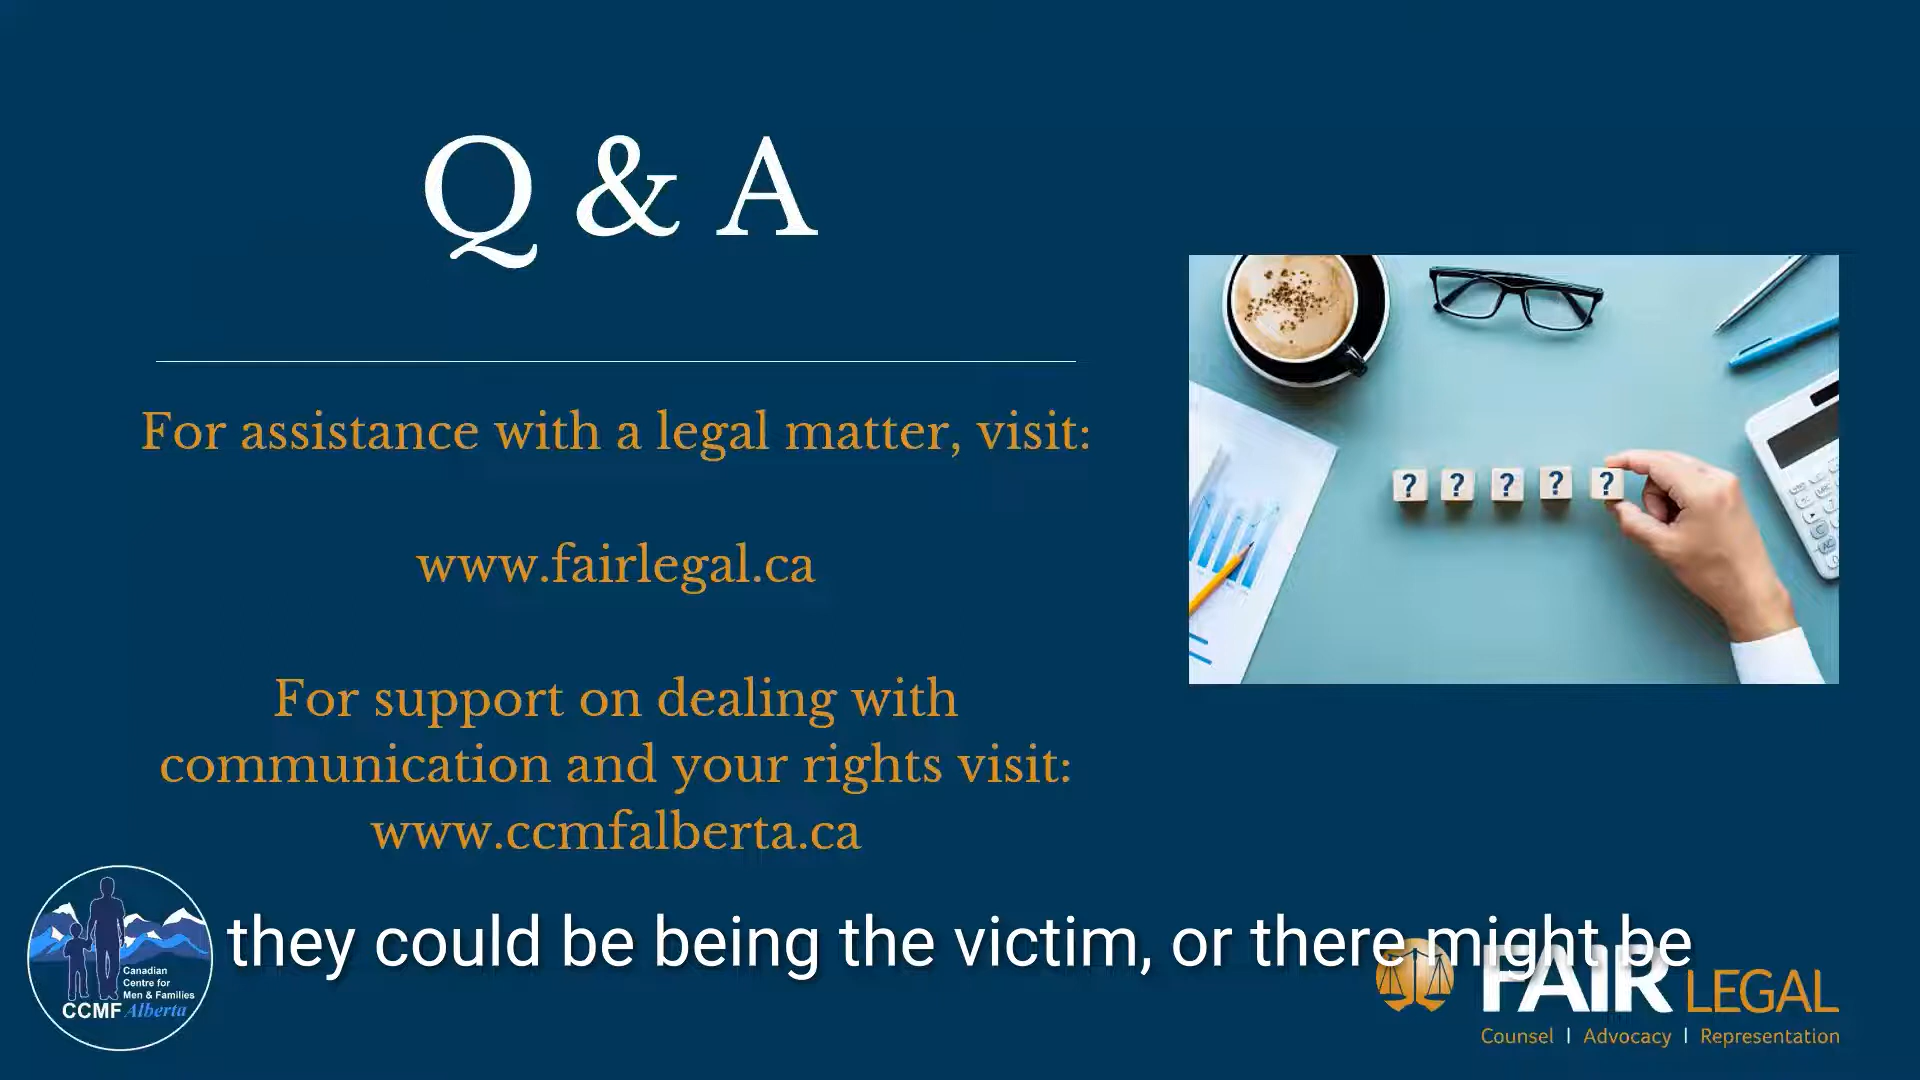 Q & A
For assistance with a legal matter, visit:
www.fairlegal.ca
For support on dealing with
communication and your rights visit:
www.ccmfalberta.ca
? ? ? ? ?
they could be being the victim, or there might be
Canadian
Centre for
Men & Families
CCMF Alberta
FAIR LEGAL
Counsel | Advocacy | Representation